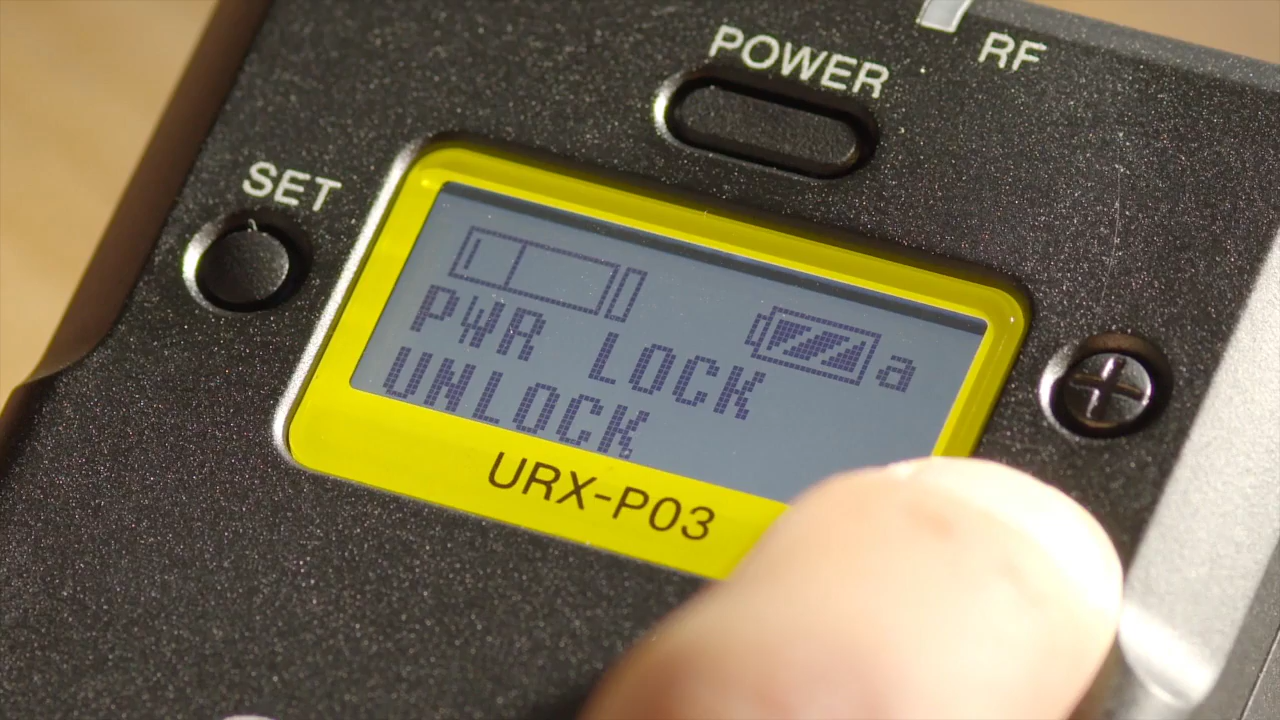 POWER
RF
SET
PWR LOCK
a
UNLOCK
URX-P03
+